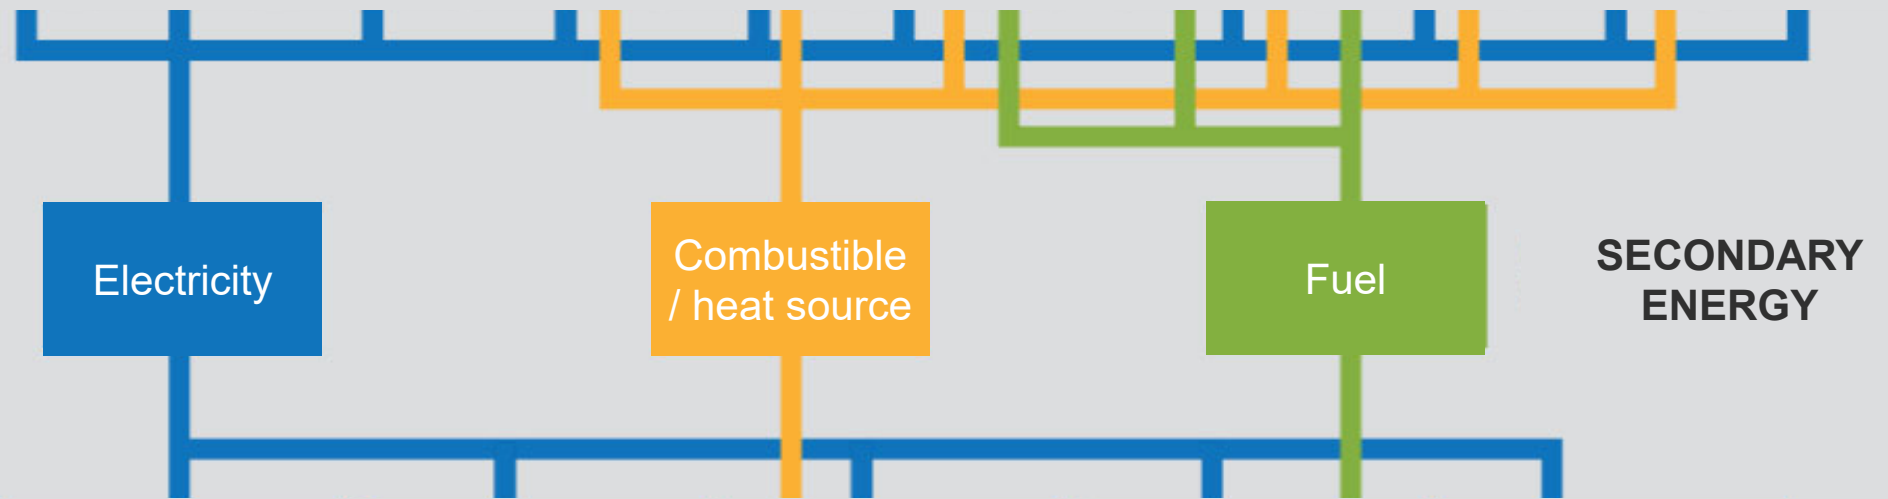 Electricity
Combustible
/ heat source
Fuel
SECONDARY
ENERGY